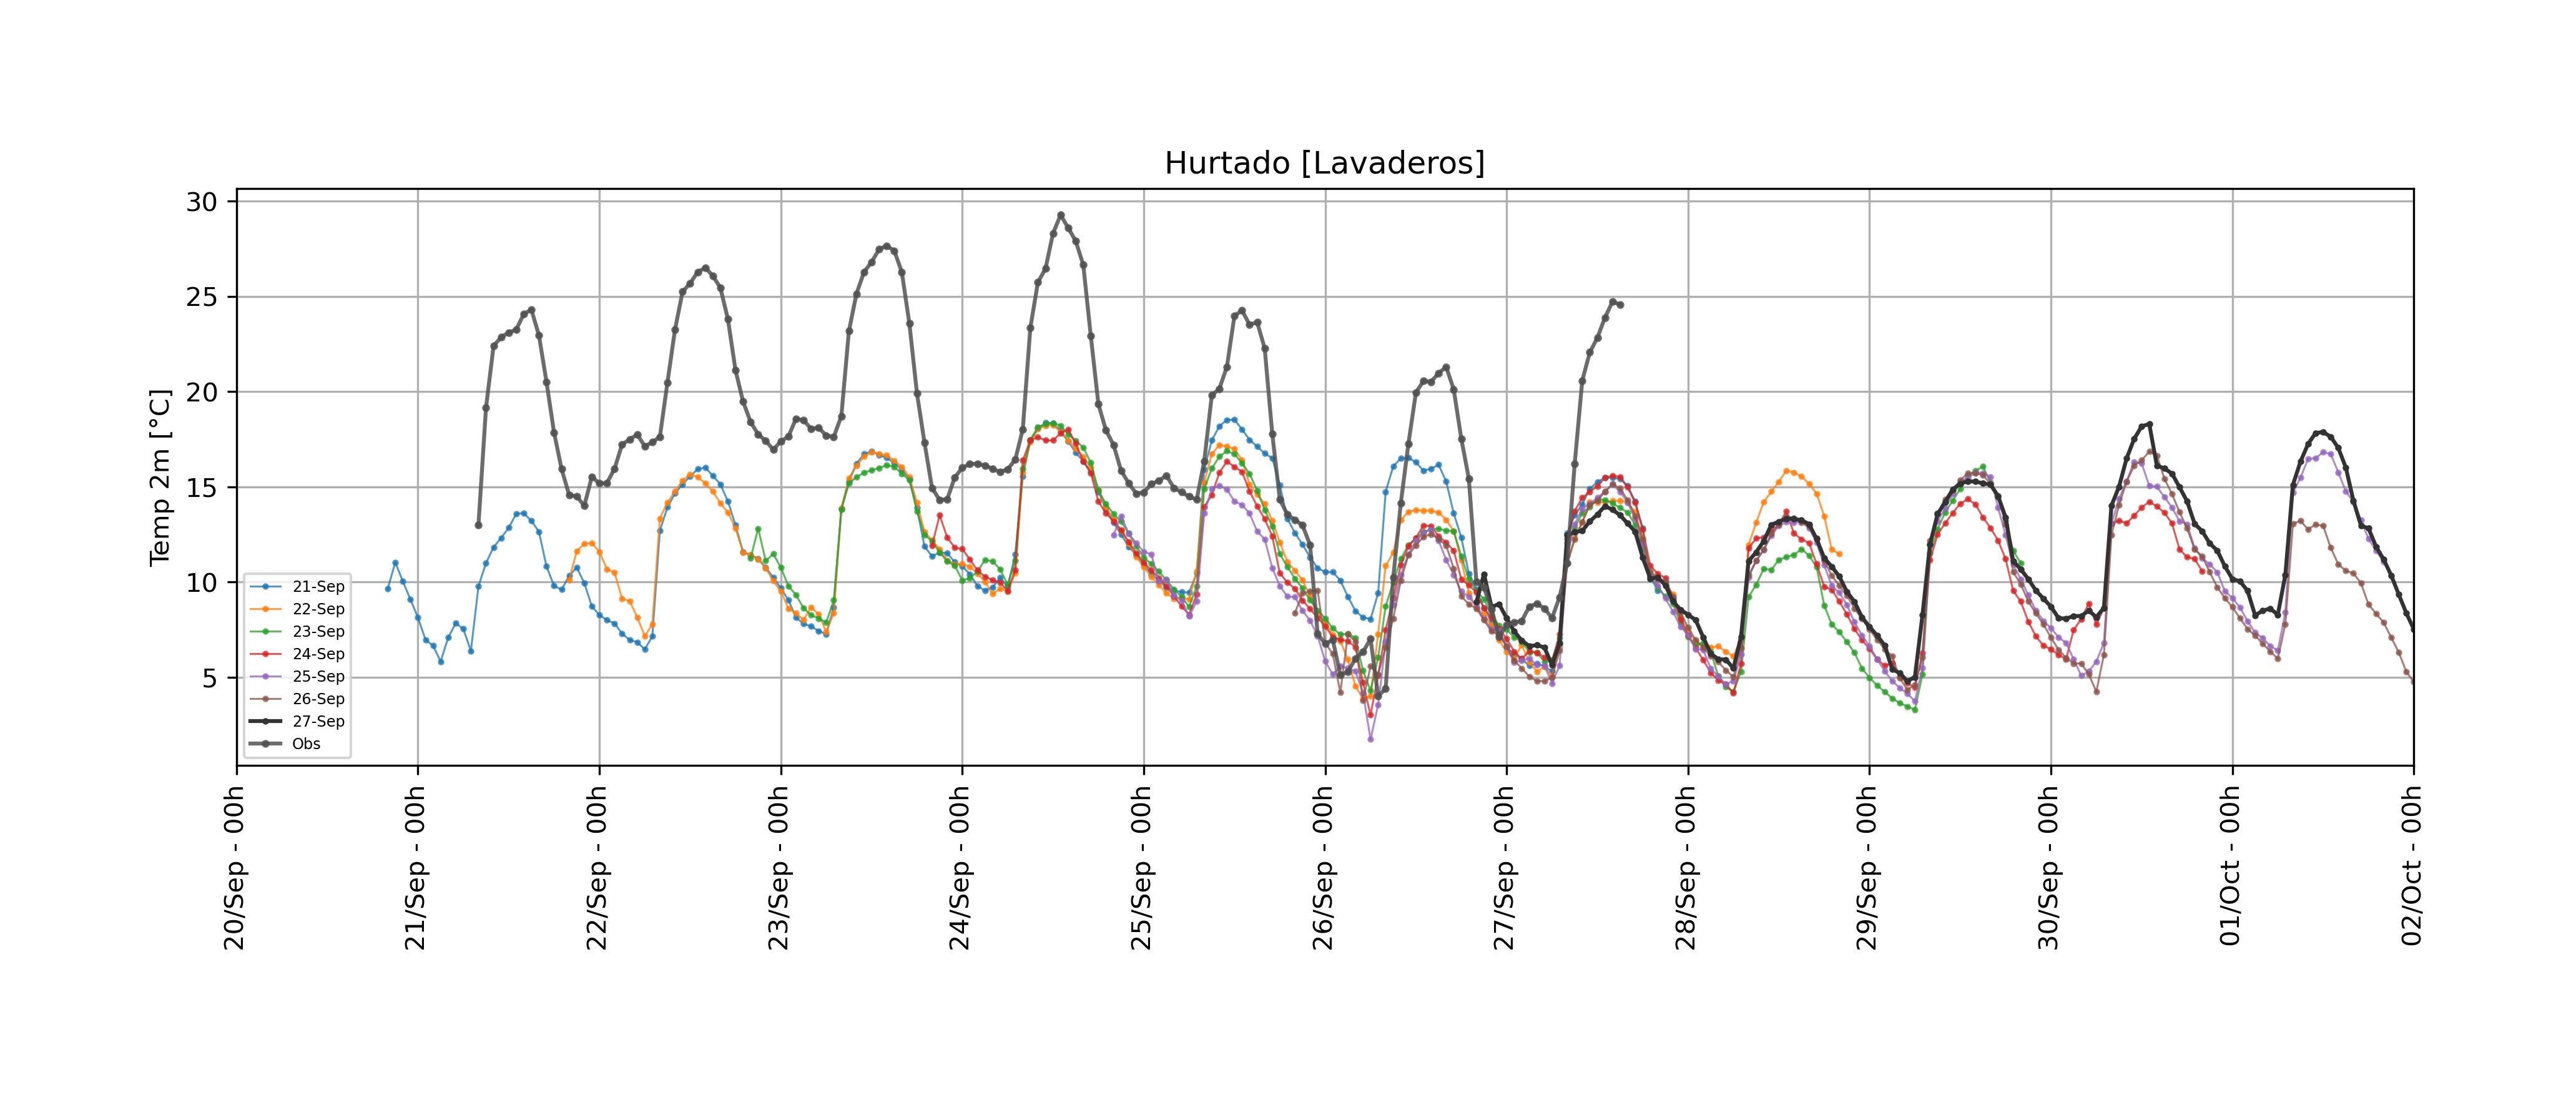 Hurtado [Lavaderos]
Temp 2m [°C]
30
25
20
15
10
5
21-Sep
22-Sep
23-Sep
24-Sep
25-Sep
26-Sep
27-Sep
Obs
20/Sep - 00h
21/Sep - 00h
22/Sep - 00h
23/Sep - 00h
24/Sep - 00h
25/Sep - 00h
26/Sep - 00h
27/Sep - 00h
28/Sep - 00h
29/Sep - 00h
30/Sep - 00h
01/Oct - 00h
02/Oct - 00h